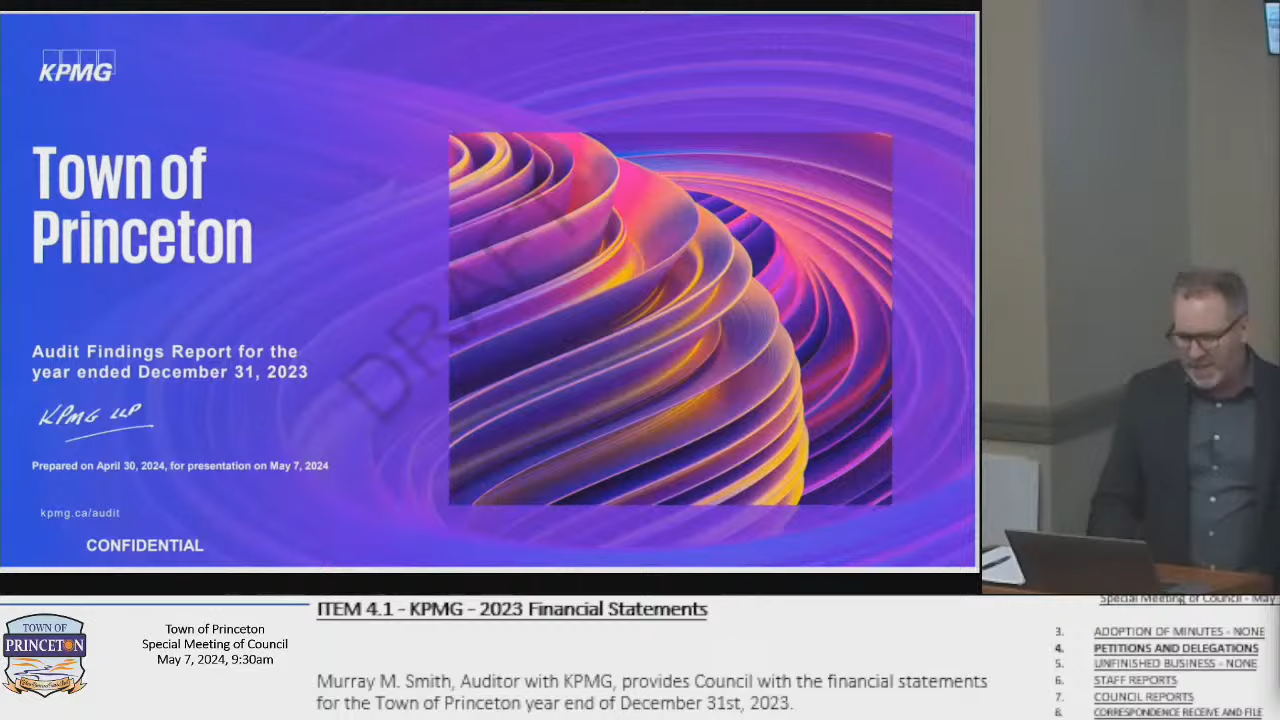 KPMG
Town of
Princeton
DRAFT
Audit Findings Report for the
year ended December 31, 2023
KPMG LLP
Prepared on April 30, 2024, for presentation on May 7, 2024
kpmg.ca/audit
CONFIDENTIAL
TOWN OF
PRINCETON
Town of Princeton
Special Meeting of Council
May 7, 2024, 9:30am
ITEM 4.1 - KPMG - 2023 Financial Statements
Murray M. Smith, Auditor with KPMG, provides Council with the financial statements
for the Town of Princeton year end of December 31st, 2023.
Special Meeting of Council - May
3. ADOPTION OF MINUTES - NONE
4. PETITIONS AND DELEGATIONS
5. UNFINISHED BUSINESS - NONE
6. STAFF REPORTS
7. COUNCIL REPORTS
8. CORRESPONDENCE RECEIVE AND FILE